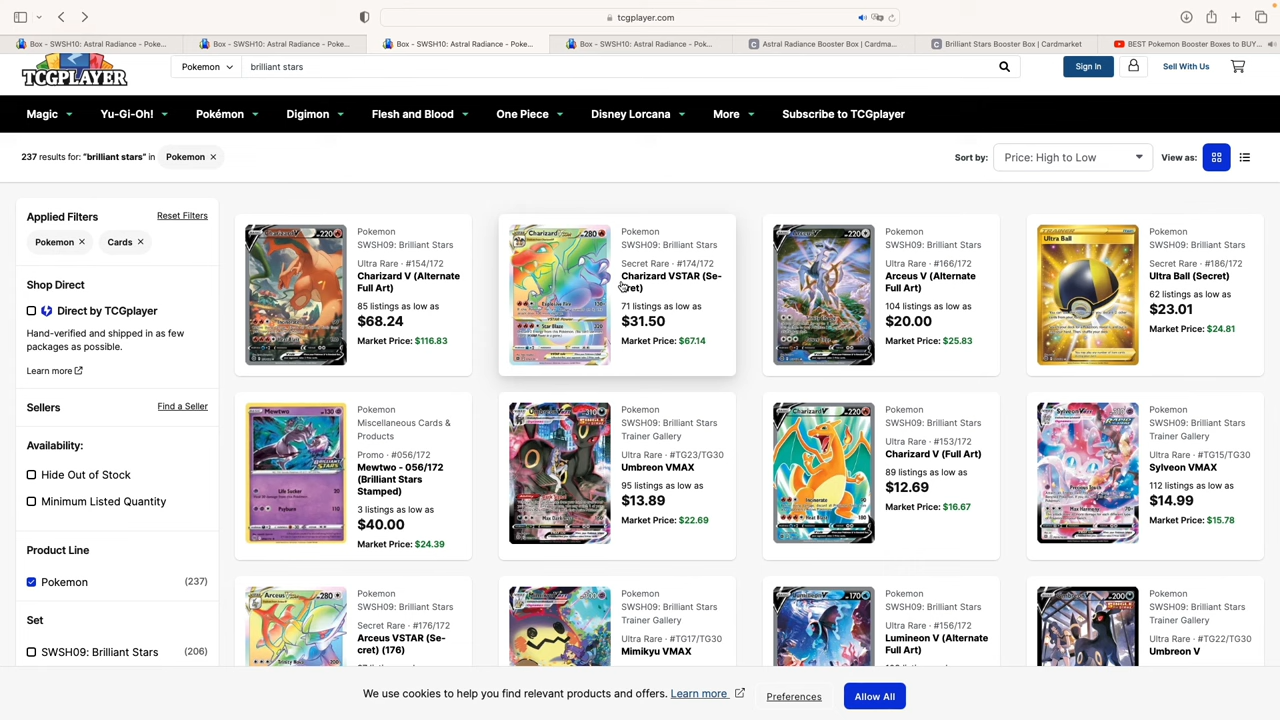 tcgplayer.com
Box - SWSH10: Astral Radiance - Poke...
Box - SWSH10: Astral Radiance - Poke...
Box - SWSH10: Astral Radiance - Poke...
Box - SWSH10: Astral Radiance - Pok...
Astral Radiance Booster Box | Cardma...
Brilliant Stars Booster Box | Cardmarket
BEST Pokemon Booster Boxes to BUY...
TCGPLAYER
Pokemon
brilliant stars
Sign In
Sell With Us
Magic
Yu-Gi-Oh!
Pokémon
Digimon
Flesh and Blood
One Piece
Disney Lorcana
More
Subscribe to TCGplayer
237 results for: "brilliant stars" in
Pokemon ×
Sort by:
Price: High to Low
View as:
Applied Filters
Reset Filters
Pokemon ×
Cards ×
Shop Direct
Direct by TCGplayer
Hand-verified and shipped in as few
packages as possible.
Learn more
Sellers
Find a Seller
Availability:
Hide Out of Stock
Minimum Listed Quantity
Product Line
Pokemon (237)
Set
SWSH09: Brilliant Stars (206)
Pokemon
SWSH09: Brilliant Stars
Ultra Rare · #154/172
Charizard V (Alternate
Full Art)
85 listings as low as
$68.24
Market Price: $116.83
Pokemon
SWSH09: Brilliant Stars
Secret Rare · #174/172
Charizard VSTAR (Se-
cret)
71 listings as low as
$31.50
Market Price: $67.14
Pokemon
SWSH09: Brilliant Stars
Ultra Rare · #166/172
Arceus V (Alternate
Full Art)
104 listings as low as
$20.00
Market Price: $25.83
Pokemon
SWSH09: Brilliant Stars
Secret Rare · #186/172
Ultra Ball (Secret)
62 listings as low as
$23.01
Market Price: $24.81
Pokemon
Miscellaneous Cards &
Products
Promo · #056/172
Mewtwo - 056/172
(Brilliant Stars
Stamped)
3 listings as low as
$40.00
Market Price: $24.39
Pokemon
SWSH09: Brilliant Stars
Trainer Gallery
Ultra Rare · #TG23/TG30
Umbreon VMAX
95 listings as low as
$13.89
Market Price: $22.69
Pokemon
SWSH09: Brilliant Stars
Ultra Rare · #153/172
Charizard V (Full Art)
89 listings as low as
$12.69
Market Price: $16.67
Pokemon
SWSH09: Brilliant Stars
Trainer Gallery
Ultra Rare · #TG15/TG30
Sylveon VMAX
112 listings as low as
$14.99
Market Price: $15.78
Pokemon
SWSH09: Brilliant Stars
Secret Rare · #176/172
Arceus VSTAR (Se-
cret) (176)
Pokemon
SWSH09: Brilliant Stars
Trainer Gallery
Ultra Rare · #TG17/TG30
Mimikyu VMAX
Pokemon
SWSH09: Brilliant Stars
Ultra Rare · #156/172
Lumineon V (Alternate
Full Art)
Pokemon
SWSH09: Brilliant Stars
Trainer Gallery
Ultra Rare · #TG22/TG30
Umbreon V
We use cookies to help you find relevant products and offers. Learn more
Preferences
Allow All